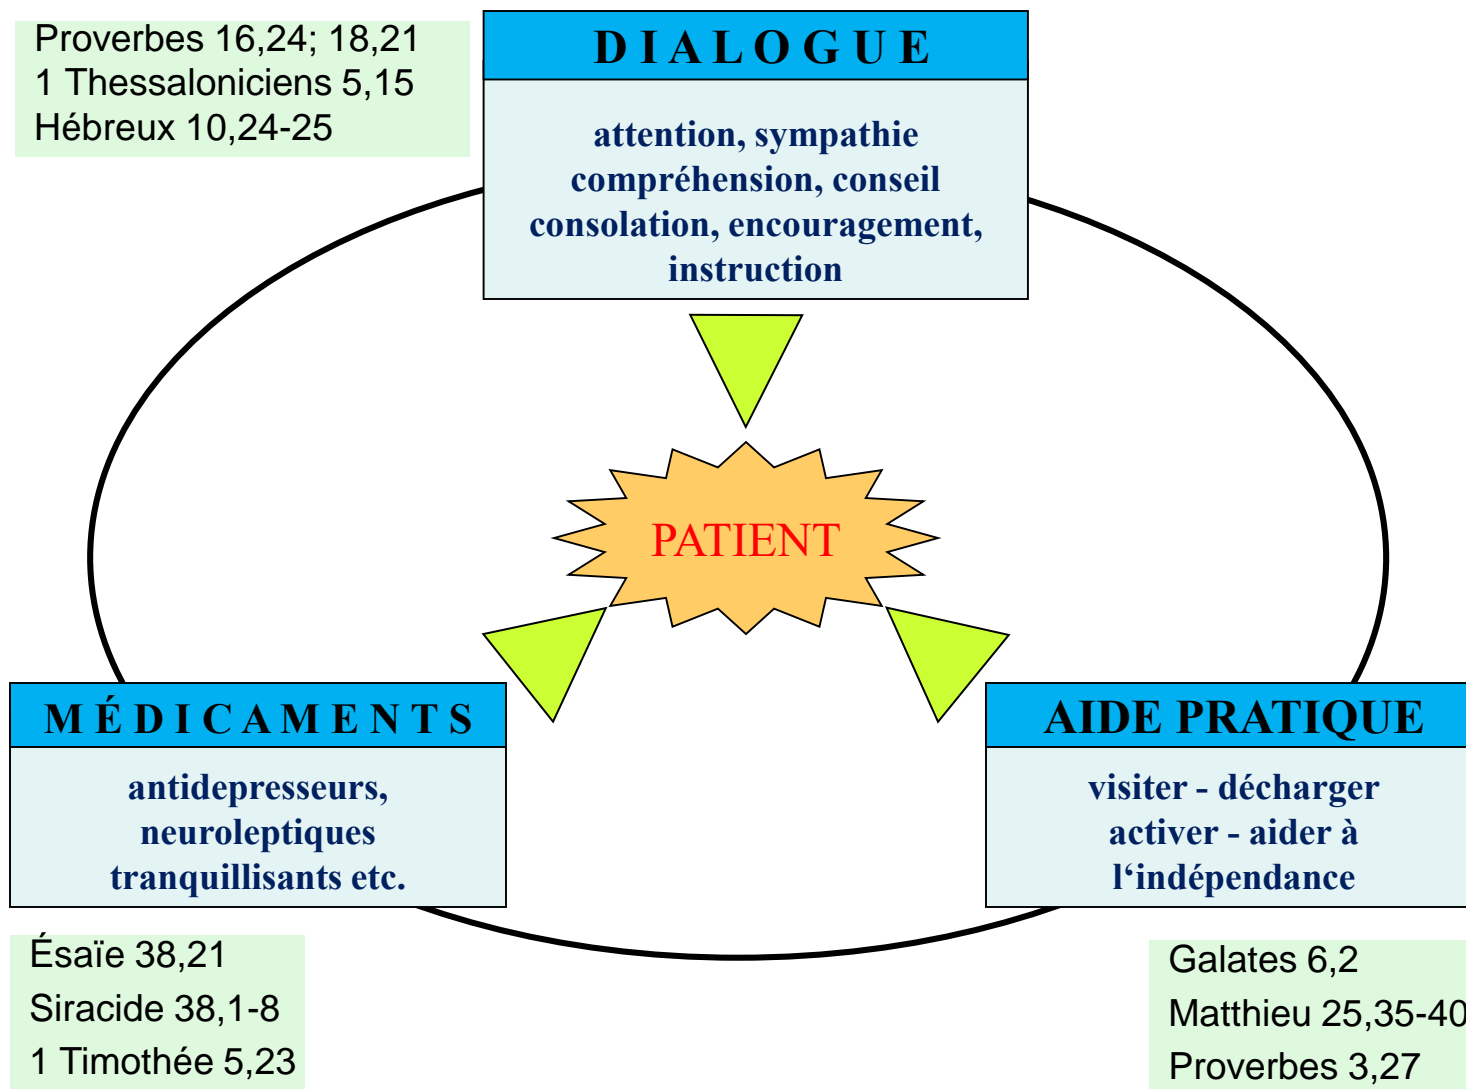 Proverbes 16,24; 18,21
1 Thessaloniciens 5,15
Hébreux 10,24-25
D I A L O G U E
attention, sympathie
compréhension, conseil
consolation, encouragement,
instruction
PATIENT
M É D I C A M E N T S
antidepresseurs,
neuroleptiques
tranquillisants etc.
AIDE PRATIQUE
visiter - décharger
activer - aider à
l‘indépendance
Ésaïe 38,21
Siracide 38,1-8
1 Timothée 5,23
Galates 6,2
Matthieu 25,35-40
Proverbes 3,27